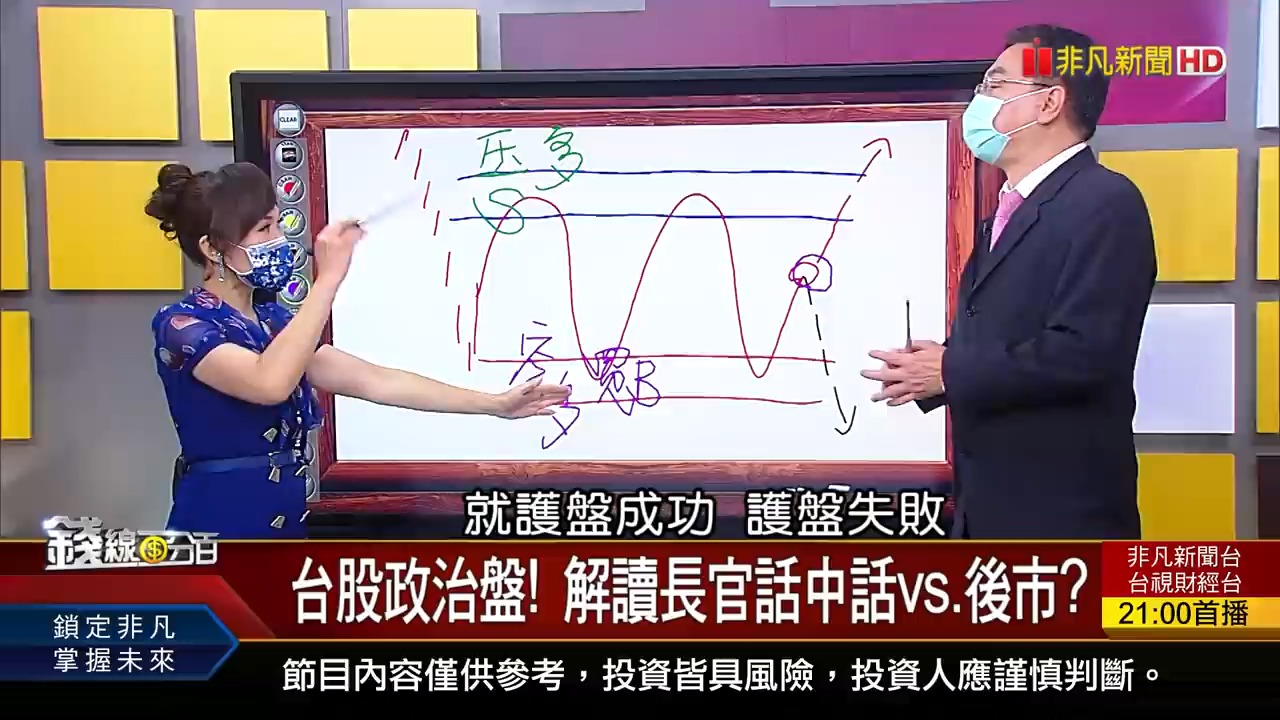 非凡新聞HD
CLEAR
压 多
S
B
就護盤成功 護盤失敗
錢線百分百
台股政治盤! 解讀長官話中話vs.後市?
非凡新聞台
台視財經台
21:00首播
鎖定非凡
掌握未來
節目內容僅供參考，投資皆具風險，投資人應謹慎判斷。